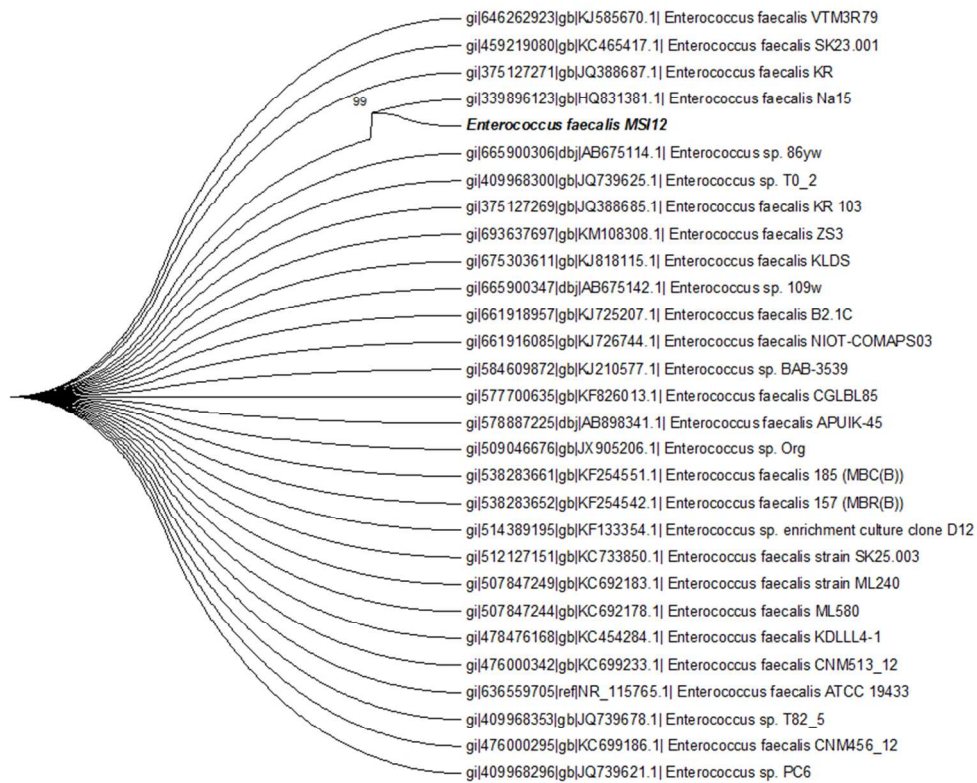 gi|646262923|gb|KJ585670.1| Enterococcus faecalis VTM3R79
gi|459219080|gb|KC465417.1| Enterococcus faecalis SK23.001
gi|375127271|gb|JQ388687.1| Enterococcus faecalis KR
99
gi|339896123|gb|HQ831381.1| Enterococcus faecalis Na15
Enterococcus faecalis MSI12
gi|665900306|dbj|AB675114.1| Enterococcus sp. 86yw
gi|409968300|gb|JQ739625.1| Enterococcus sp. T0_2
gi|375127269|gb|JQ388685.1| Enterococcus faecalis KR 103
gi|693637697|gb|KM108308.1| Enterococcus faecalis ZS3
gi|675303611|gb|KJ818115.1| Enterococcus faecalis KLDS
gi|665900347|dbj|AB675142.1| Enterococcus sp. 109w
gi|661918957|gb|KJ725207.1| Enterococcus faecalis B2.1C
gi|661916085|gb|KJ726744.1| Enterococcus faecalis NIOT-COMAPS03
gi|584609872|gb|KJ210577.1| Enterococcus sp. BAB-3539
gi|577700635|gb|KF826013.1| Enterococcus faecalis CGLBL85
gi|578887225|dbj|AB898341.1| Enterococcus faecalis APUIK-45
gi|509046676|gb|JX905206.1| Enterococcus sp. Org
gi|538283661|gb|KF254551.1| Enterococcus faecalis 185 (MBC(B))
gi|538283652|gb|KF254542.1| Enterococcus faecalis 157 (MBR(B))
gi|514389195|gb|KF133354.1| Enterococcus sp. enrichment culture clone D12
gi|512127151|gb|KC733850.1| Enterococcus faecalis strain SK25.003
gi|507847249|gb|KC692183.1| Enterococcus faecalis strain ML240
gi|507847244|gb|KC692178.1| Enterococcus faecalis ML580
gi|478476168|gb|KC454284.1| Enterococcus faecalis KDLLL4-1
gi|476000342|gb|KC699233.1| Enterococcus faecalis CNM513_12
gi|636559705|ref|NR_115765.1| Enterococcus faecalis ATCC 19433
gi|409968353|gb|JQ739678.1| Enterococcus sp. T82_5
gi|476000295|gb|KC699186.1| Enterococcus faecalis CNM456_12
gi|409968296|gb|JQ739621.1| Enterococcus sp. PC6